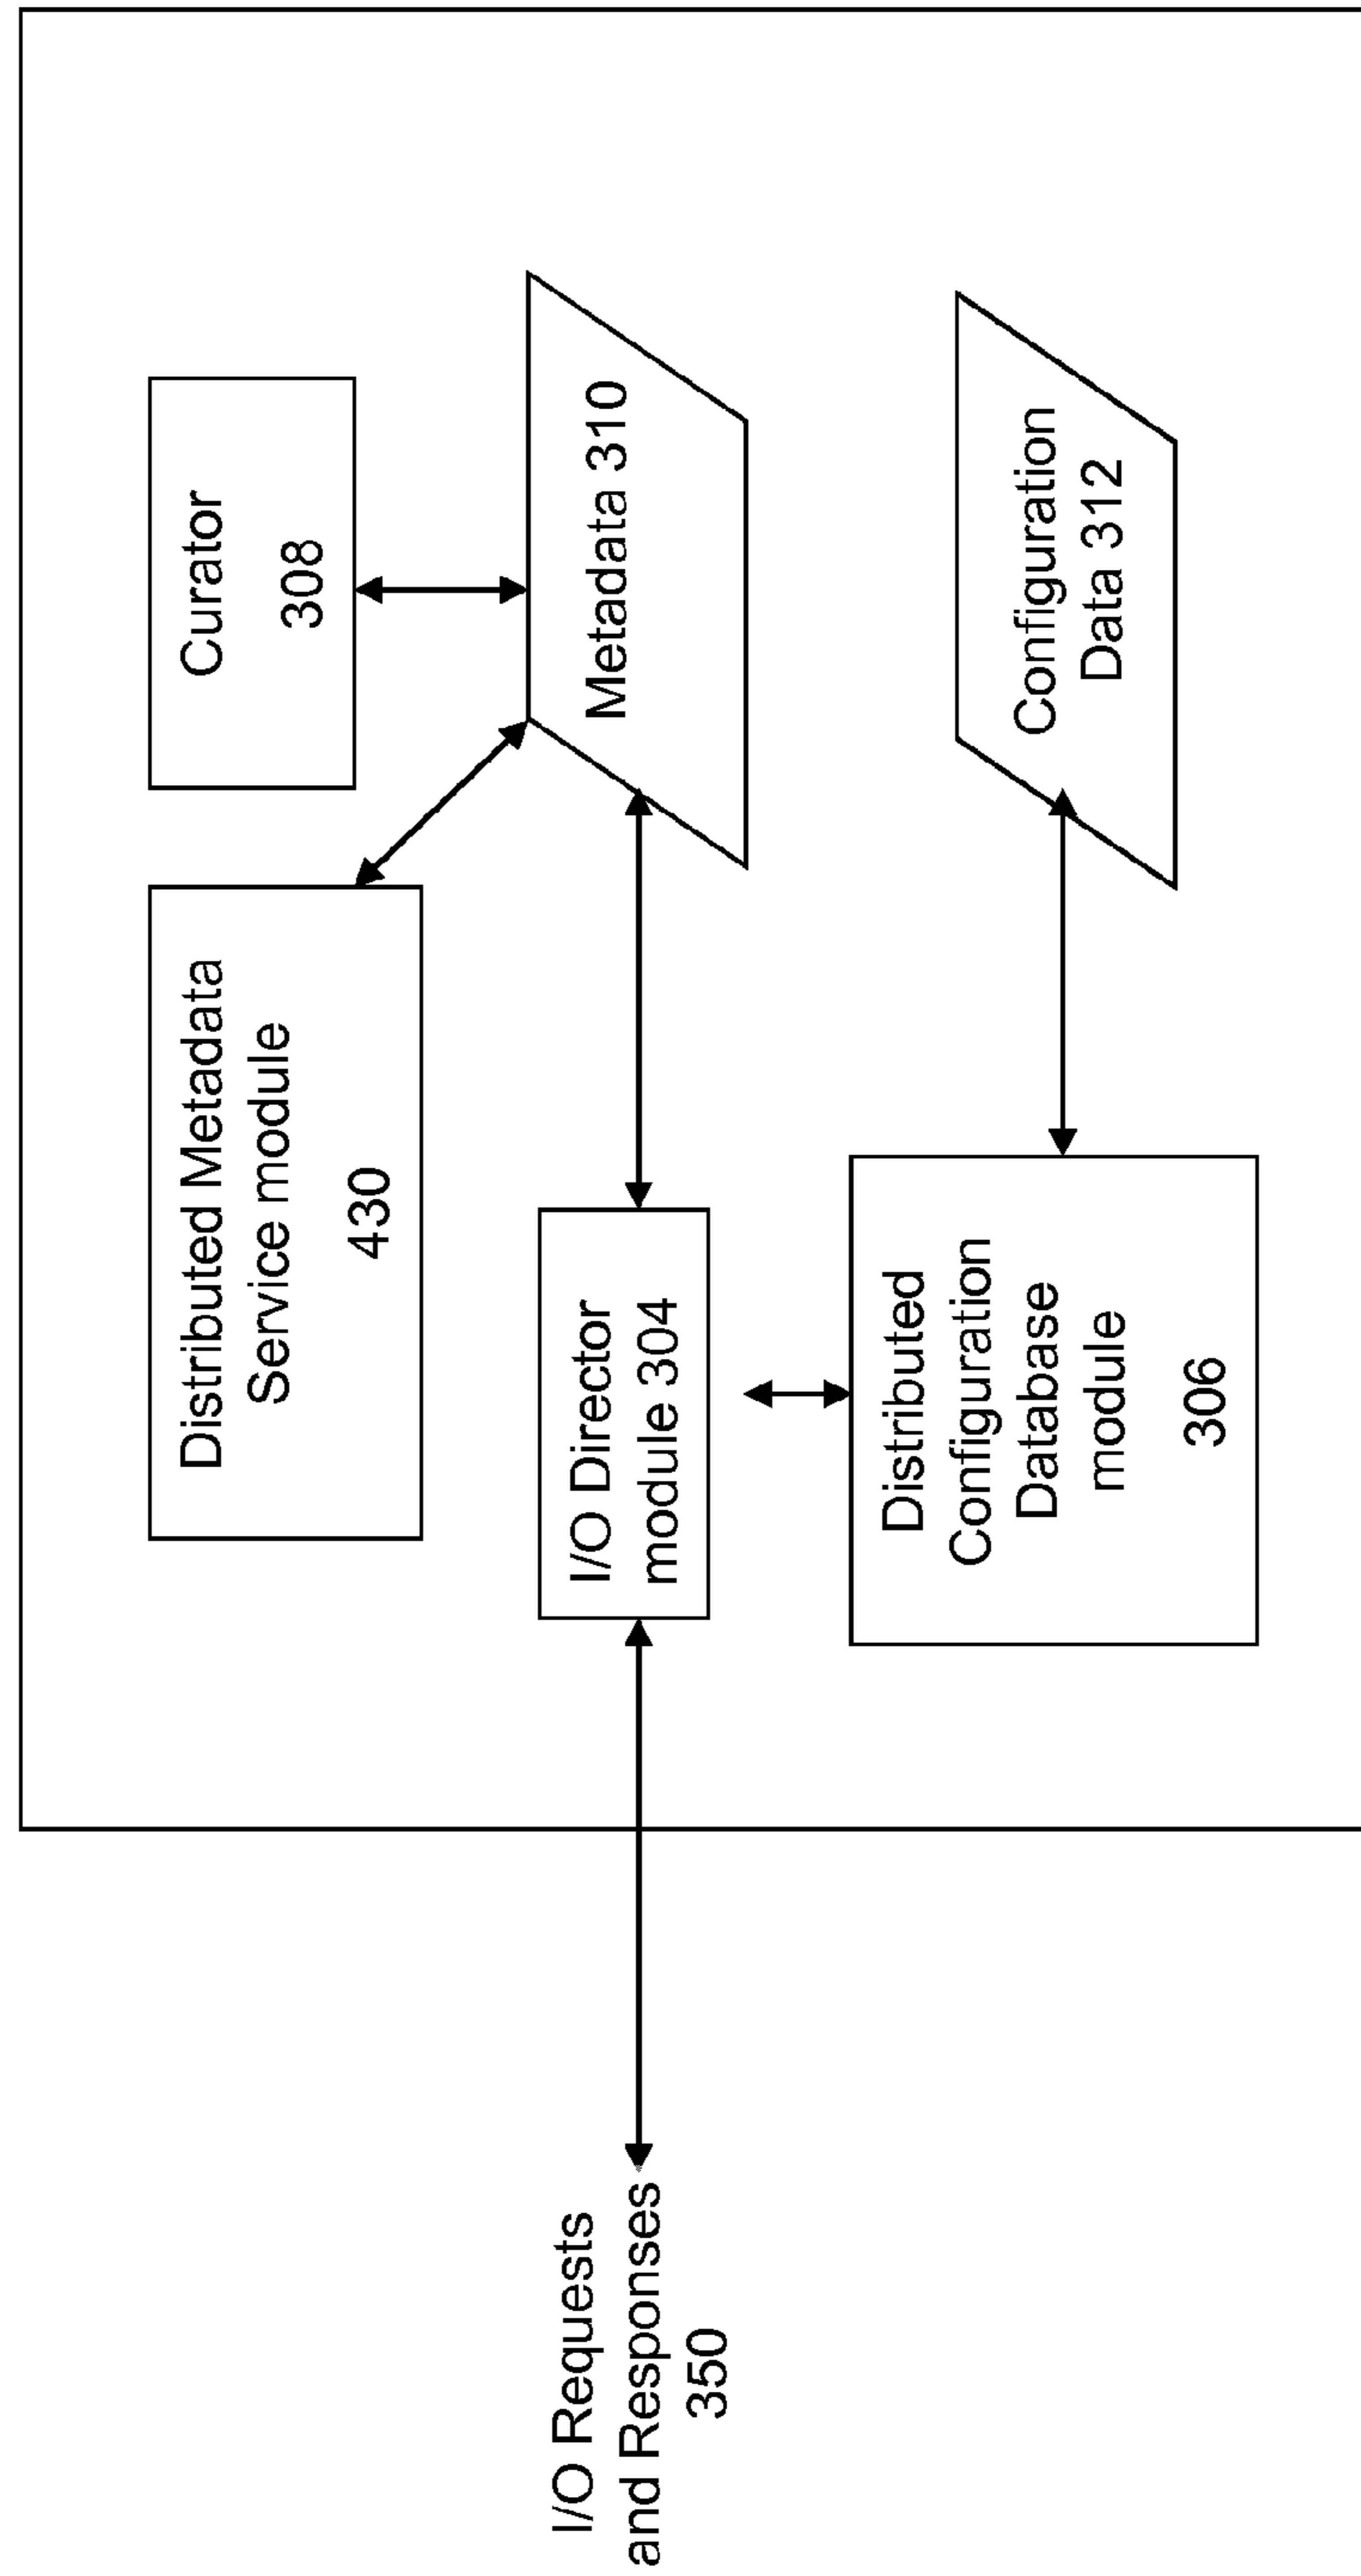 Distributed Metadata
Service module
430
Curator
308
I/O Requests
and Responses
350
I/O Director
module 304
Metadata 310
Distributed
Configuration
Database
module
306
Configuration
Data 312